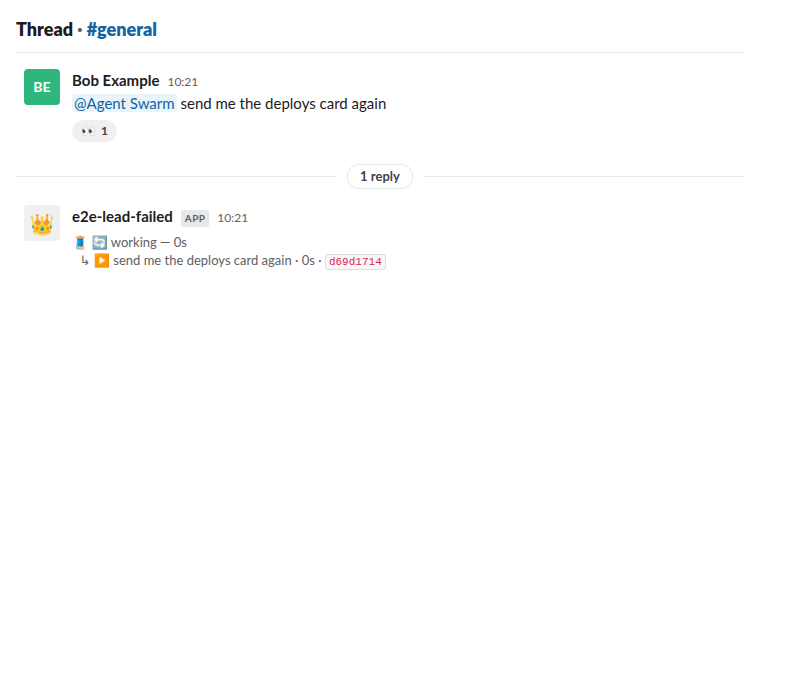 Thread • #general
BE
Bob Example 10:21
@Agent Swarm send me the deploys card again
👀 1
1 reply
e2e-lead-failed APP 10:21
🧵 🔄 working — 0s
↳ ▶️ send me the deploys card again · 0s · d69d1714